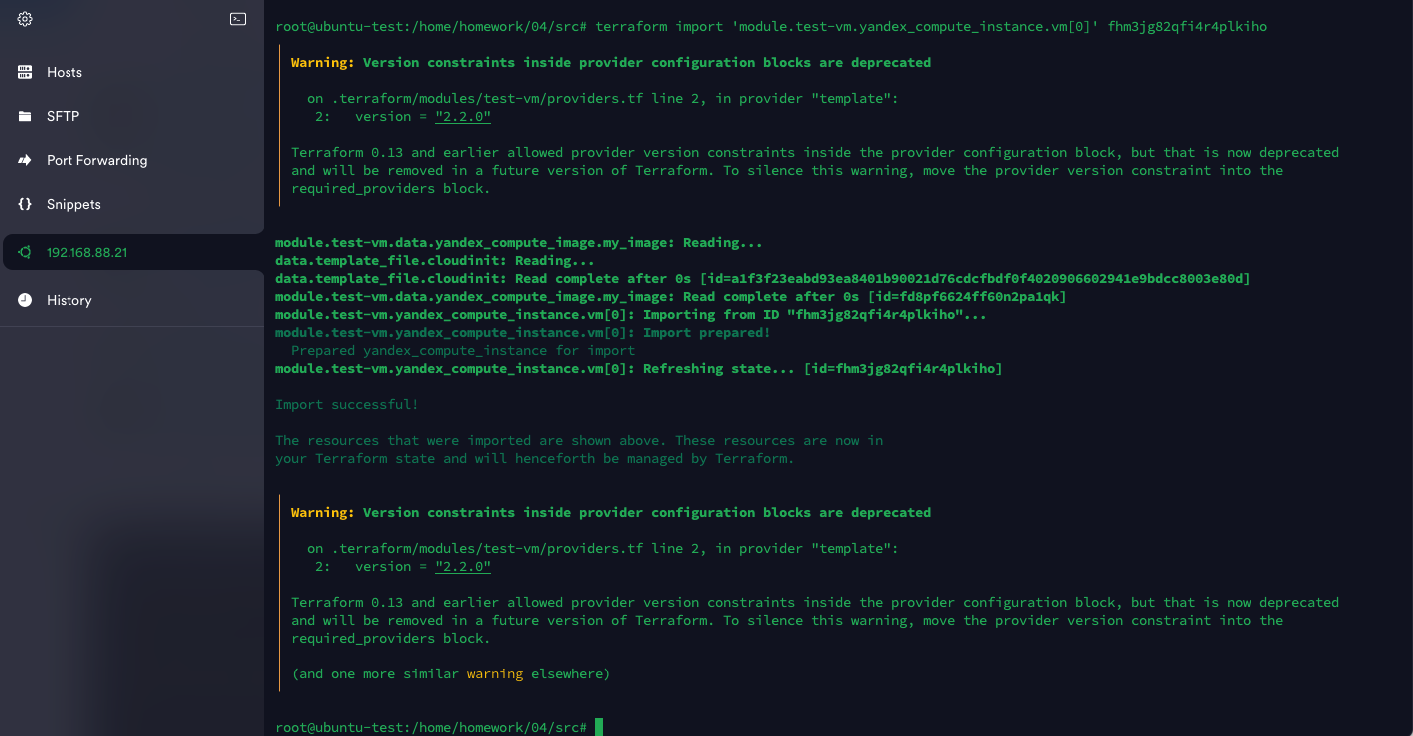 Hosts
SFTP
Port Forwarding
Snippets
192.168.88.21
History
root@ubuntu-test:/home/homework/04/src# terraform import 'module.test-vm.yandex_compute_instance.vm[0]' fhm3jg82qfi4r4plkiho
Warning: Version constraints inside provider configuration blocks are deprecated
on .terraform/modules/test-vm/providers.tf line 2, in provider "template":
2:   version = "2.2.0"
Terraform 0.13 and earlier allowed provider version constraints inside the provider configuration block, but that is now deprecated
and will be removed in a future version of Terraform. To silence this warning, move the provider version constraint into the
required_providers block.
module.test-vm.data.yandex_compute_image.my_image: Reading...
data.template_file.cloudinit: Reading...
data.template_file.cloudinit: Read complete after 0s [id=a1f3f23eabd93ea8401b90021d76cdcfbdf0f4020906602941e9bdcc8003e80d]
module.test-vm.data.yandex_compute_image.my_image: Read complete after 0s [id=fd8pf6624ff60n2pa1qk]
module.test-vm.yandex_compute_instance.vm[0]: Importing from ID "fhm3jg82qfi4r4plkiho"...
module.test-vm.yandex_compute_instance.vm[0]: Import prepared!
Prepared yandex_compute_instance for import
module.test-vm.yandex_compute_instance.vm[0]: Refreshing state... [id=fhm3jg82qfi4r4plkiho]
Import successful!
The resources that were imported are shown above. These resources are now in
your Terraform state and will henceforth be managed by Terraform.
Warning: Version constraints inside provider configuration blocks are deprecated
on .terraform/modules/test-vm/providers.tf line 2, in provider "template":
2:   version = "2.2.0"
Terraform 0.13 and earlier allowed provider version constraints inside the provider configuration block, but that is now deprecated
and will be removed in a future version of Terraform. To silence this warning, move the provider version constraint into the
required_providers block.
(and one more similar warning elsewhere)
root@ubuntu-test:/home/homework/04/src#